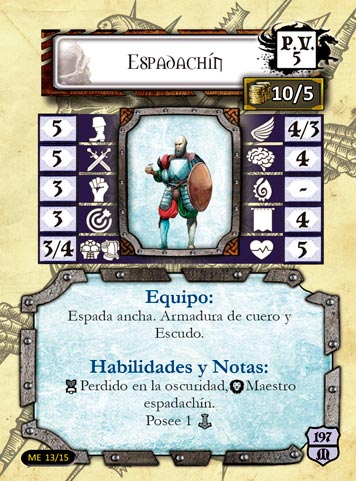 Espadachín
P.V.
5
10/5
5
4/3
5
4
3
-
3
4
3/4
5
Equipo:
Espada ancha. Armadura de cuero y
Escudo.
Habilidades y Notas:
Perdido en la oscuridad, Maestro
espadachín.
Posee 1
197
M
ME 13/15